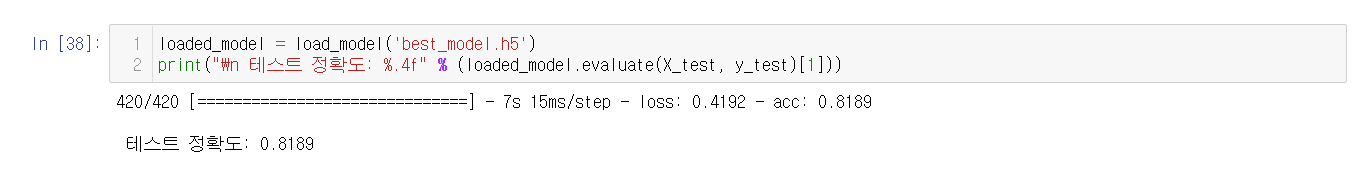 In [38]:
1 loaded_model = load_model('best_model.h5')
2 print("₩n 테스트 정확도: %.4f" % (loaded_model.evaluate(X_test, y_test)[1]))
420/420 [==============================] - 7s 15ms/step - loss: 0.4192 - acc: 0.8189
테스트 정확도: 0.8189